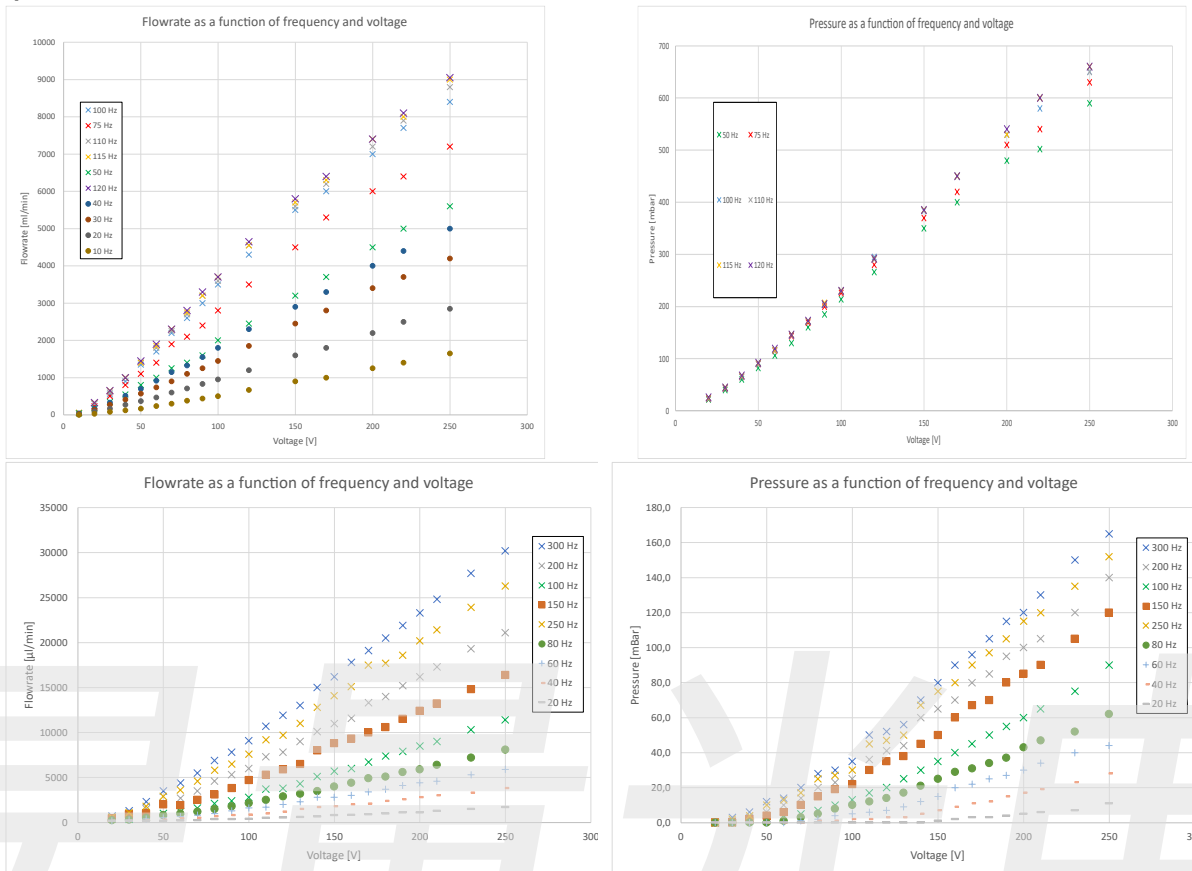 Flowrate as a function of frequency and voltage
10000
9000
8000
7000
6000
5000
4000
3000
2000
1000
0
Flowrate [ml/min]
100 Hz
75 Hz
110 Hz
115 Hz
50 Hz
120 Hz
40 Hz
30 Hz
20 Hz
10 Hz
0 50 100 150 200 250 300
Voltage [V]
Pressure as a function of frequency and voltage
700
600
500
400
300
200
100
0
Pressure [mbar]
50 Hz 75 Hz
100 Hz 110 Hz
115 Hz 120 Hz
0 50 100 150 200 250 300
Voltage [V]
Flowrate as a function of frequency and voltage
35000
30000
25000
20000
15000
10000
5000
0
Flowrate [µl/min]
300 Hz
200 Hz
100 Hz
150 Hz
250 Hz
80 Hz
60 Hz
40 Hz
20 Hz
0 50 100 150 200 250 300
Voltage [V]
Pressure as a function of frequency and voltage
180,0
160,0
140,0
120,0
100,0
80,0
60,0
40,0
20,0
0,0
Pressure [mBar]
300 Hz
200 Hz
100 Hz
150 Hz
250 Hz
80 Hz
60 Hz
40 Hz
20 Hz
0 50 100 150 200 250 300
Voltage [V]